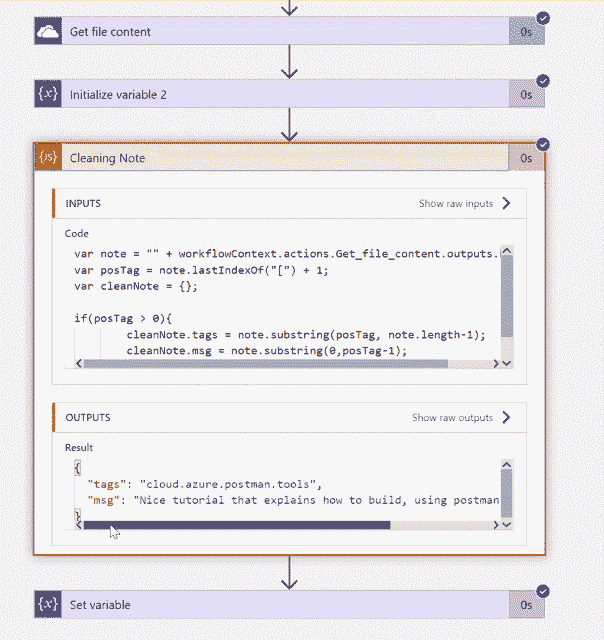 Get file content
0s
{x}
Initialize variable 2
0s
{JS}
Cleaning Note
0s
INPUTS
Show raw inputs
Code
var note = "" + workflowContext.actions.Get_file_content.outputs.
var posTag = note.lastIndexOf("[") + 1;
var cleanNote = {};
if(posTag > 0){
cleanNote.tags = note.substring(posTag, note.length-1);
cleanNote.msg = note.substring(0,posTag-1);
OUTPUTS
Show raw outputs
Result
{
"tags": "cloud.azure.postman.tools",
"msg": "Nice tutorial that explains how to build, using postman
}
{x}
Set variable
0s